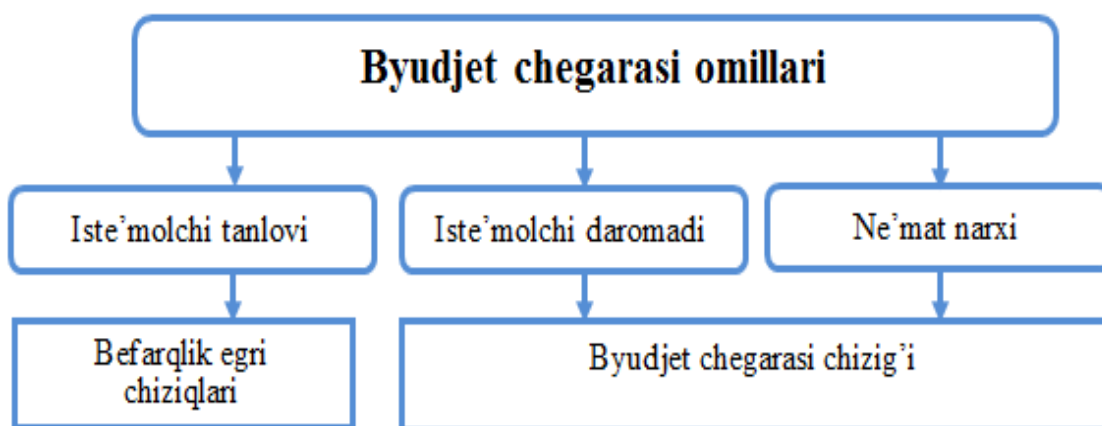 Byudjet chegarasi omillari
Iste’molchi tanlovi
Iste’molchi daromadi
Ne’mat narxi
Befarqlik egri
chiziqlari
Byudjet chegarasi chizig’i